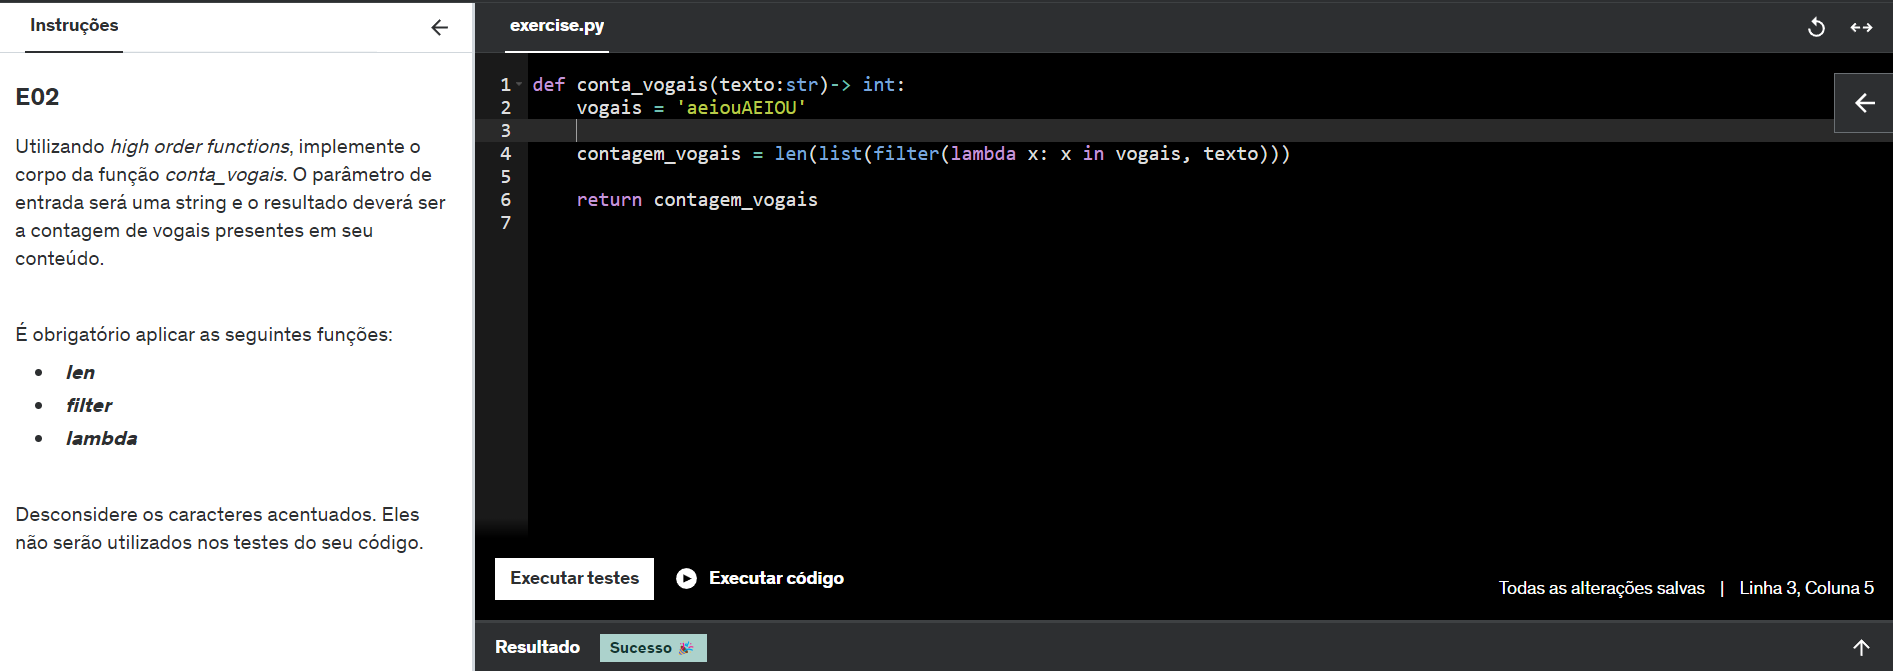 Instruções
E02
Utilizando high order functions, implemente o
corpo da função conta_vogais. O parâmetro de
entrada será uma string e o resultado deverá ser
a contagem de vogais presentes em seu
conteúdo.
É obrigatório aplicar as seguintes funções:
• len
• filter
• lambda
Desconsidere os caracteres acentuados. Eles
não serão utilizados nos testes do seu código.
exercise.py
1 def conta_vogais(texto:str)-> int:
2     vogais = 'aeiouAEIOU'
3
4     contagem_vogais = len(list(filter(lambda x: x in vogais, texto)))
5
6     return contagem_vogais
7
Executar testes
Executar código
Todas as alterações salvas | Linha 3, Coluna 5
Resultado
Sucesso 🎉